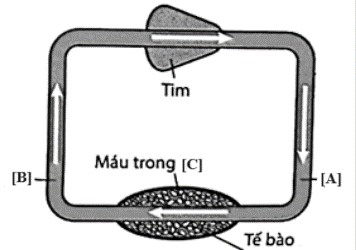 Tim
Máu trong [C]
[B]
[A]
Tế bào